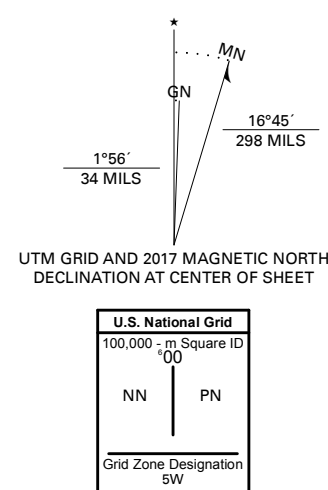 ★
MN
GN
1°56´
34 MILS
16°45´
298 MILS
UTM GRID AND 2017 MAGNETIC NORTH
DECLINATION AT CENTER OF SHEET
U.S. National Grid
100,000 - m Square ID
⁶00
NN PN
Grid Zone Designation
5W